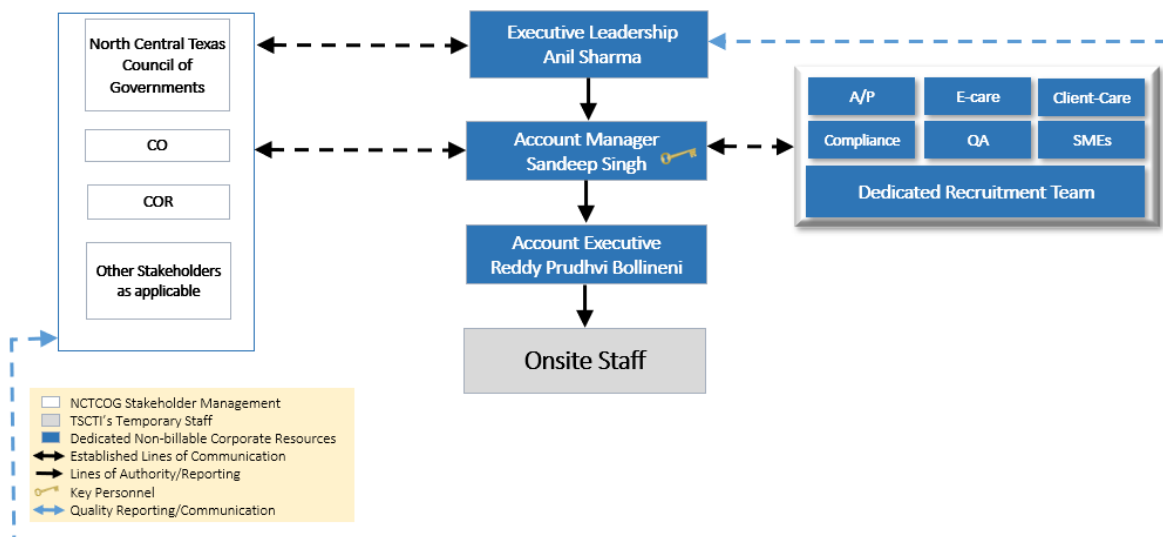 North Central Texas
Council of
Governments
CO
COR
Other Stakeholders
as applicable
Executive Leadership
Anil Sharma
Account Manager
Sandeep Singh
Account Executive
Reddy Prudhvi Bollineni
Onsite Staff
A/P
E-care
Client-Care
Compliance
QA
SMEs
Dedicated Recruitment Team
NCTCOG Stakeholder Management
TSCTI's Temporary Staff
Dedicated Non-billable Corporate Resources
Established Lines of Communication
Lines of Authority/Reporting
Key Personnel
Quality Reporting/Communication